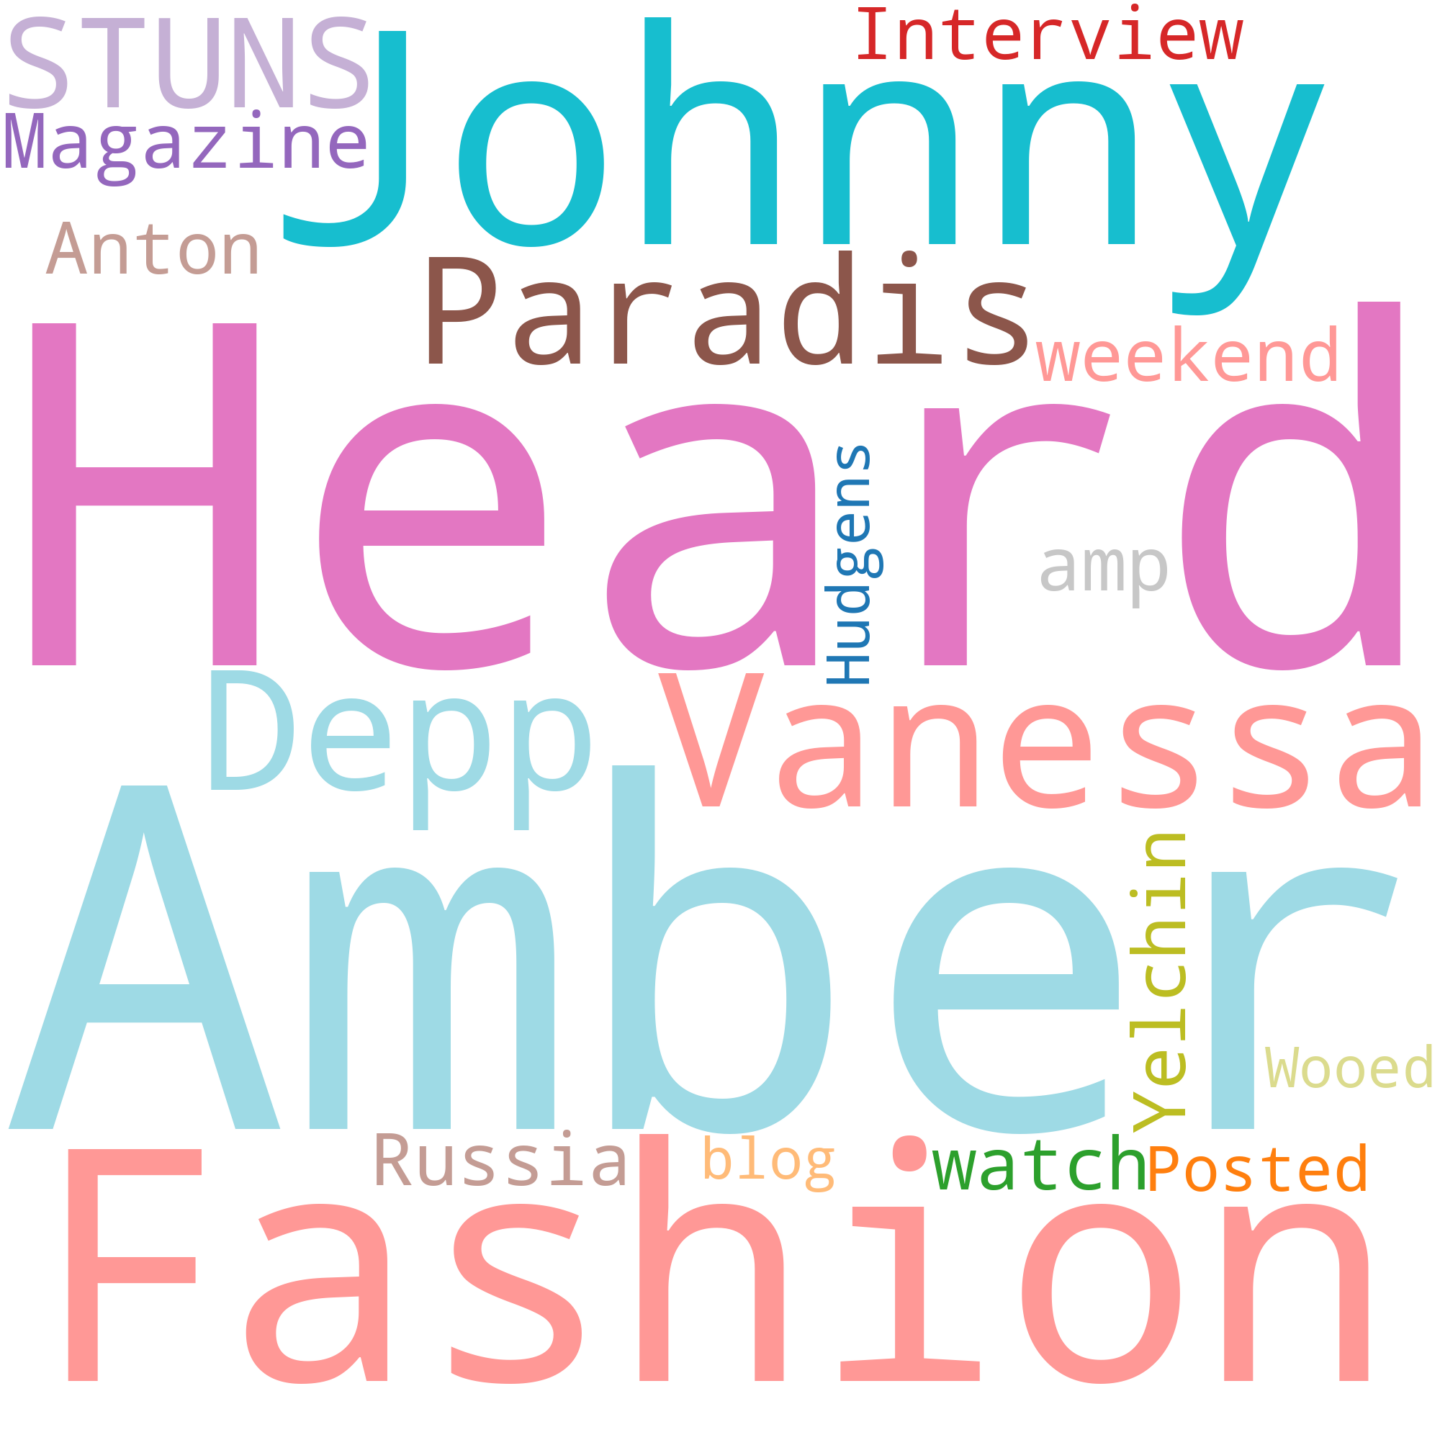 STUNS
Johnny
Interview
Magazine
Anton
Paradis
weekend
Heard
Hudgens
amp
Depp
Vanessa
Amber
Yelchin
Wooed
Russia
blog
watch
Posted
Fashion